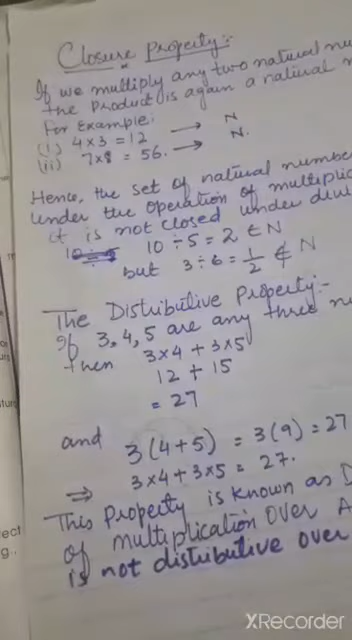 Closure Property:-
If we multiply any two natural
the product is again a natural
For Example:
(i) 4×3 = 12 → N
(ii) 7×8 = 56. → N.
Hence, the set of natural
under the operation of
it is not closed under
10 ÷ 5 = 2 ∈ N
but 3÷6 = 1/2 ∉ N
The Distributive Property:-
If 3, 4, 5 are any three
then 3×4 + 3×5
12 + 15
= 27
and 3(4+5) = 3(9) = 27
⇒ 3×4 + 3×5 = 27.
This Property is known as
of multiplication over
is not distributive over
XRecorder